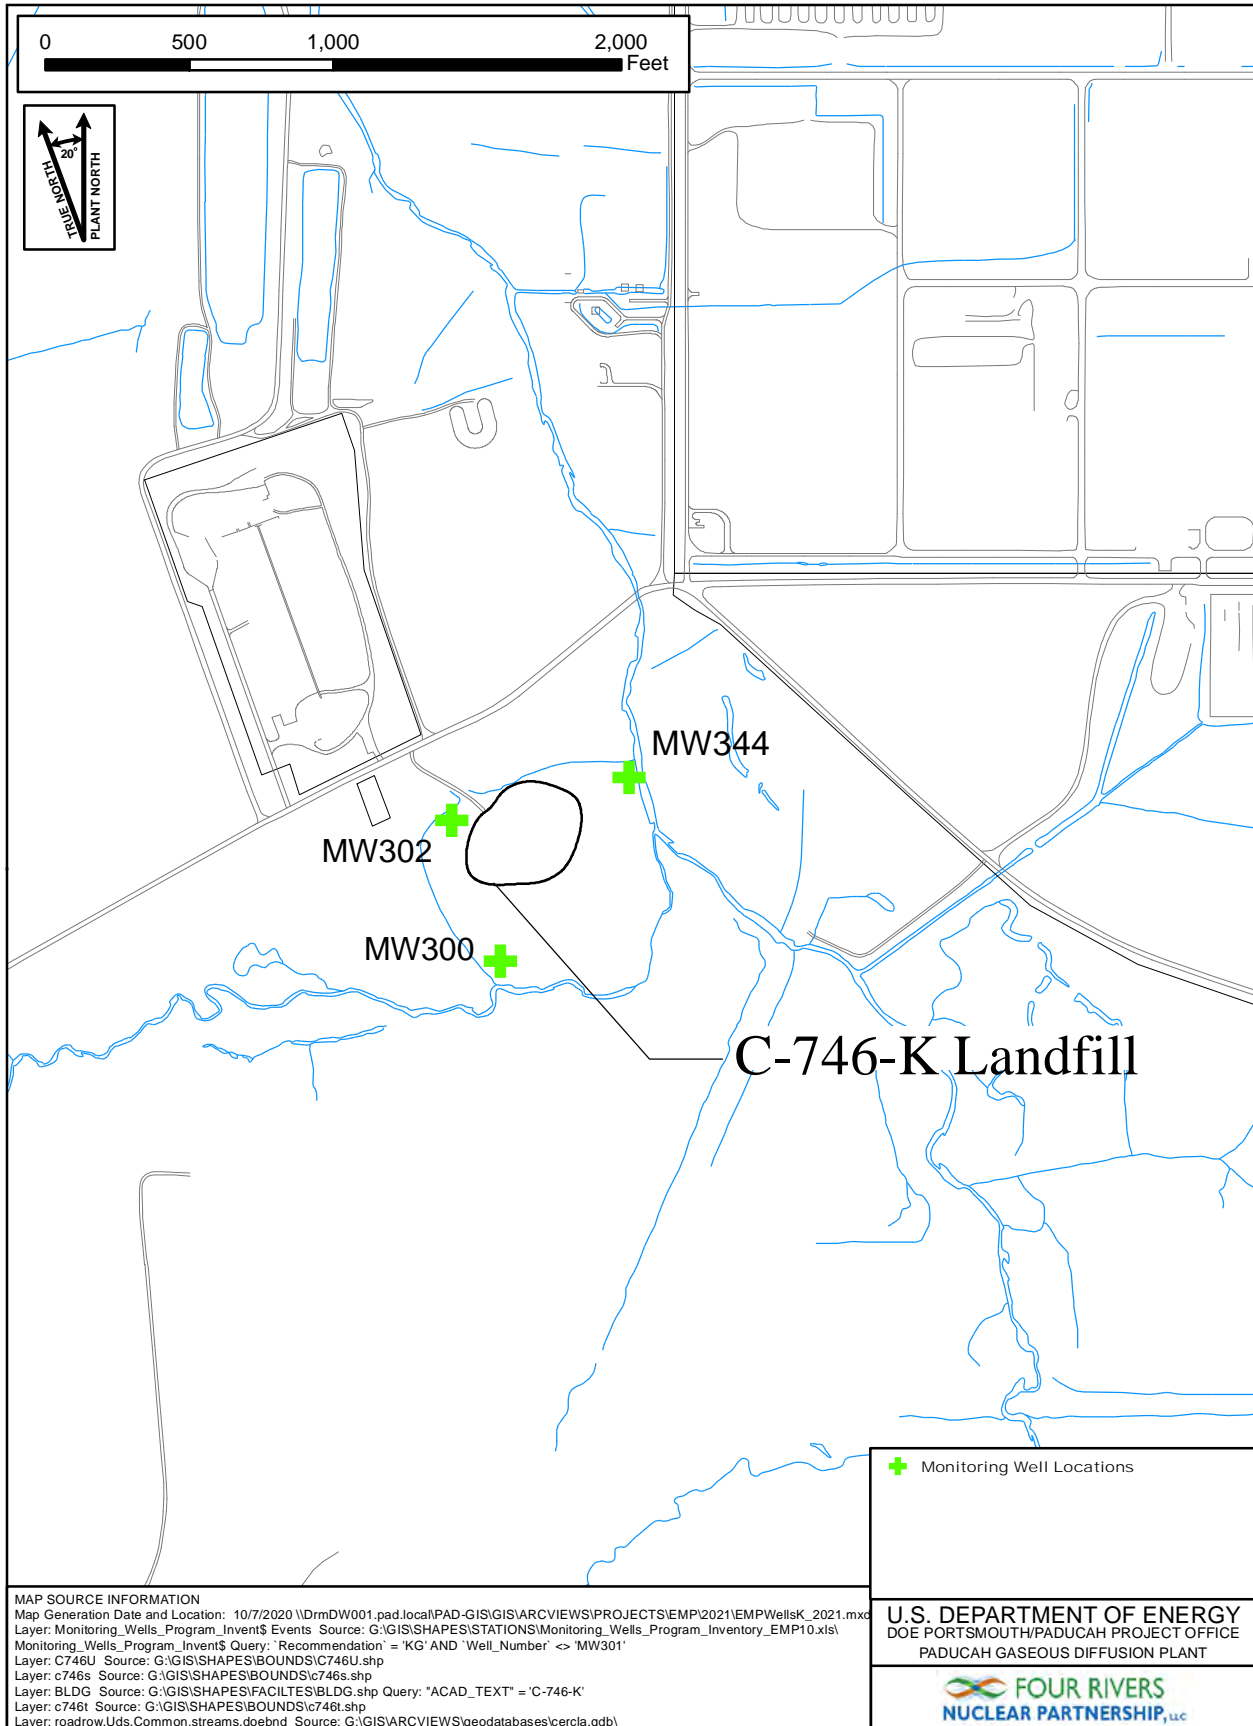 0 500 1,000 2,000
Feet
20°
TRUE NORTH
PLANT NORTH
MW344
MW302
MW300
C-746-K Landfill
Monitoring Well Locations
MAP SOURCE INFORMATION
Map Generation Date and Location: 10/7/2020 \\DrmDW001.pad.local\PAD-GIS\GIS\ARCVIEWS\PROJECTS\EMP\2021\EMPWellsK_2021.mxd
Layer: Monitoring_Wells_Program_Invent$ Events Source: G:\GIS\SHAPES\STATIONS\Monitoring_Wells_Program_Inventory_EMP10.xls\
Monitoring_Wells_Program_Invent$ Query: `Recommendation` = 'KG' AND `Well_Number` <> 'MW301'
Layer: C746U Source: G:\GIS\SHAPES\BOUNDS\C746U.shp
Layer: c746s Source: G:\GIS\SHAPES\BOUNDS\c746s.shp
Layer: BLDG Source: G:\GIS\SHAPES\FACILTES\BLDG.shp Query: "ACAD_TEXT" = 'C-746-K'
Layer: c746t Source: G:\GIS\SHAPES\BOUNDS\c746t.shp
Layer: roadrow,Uds,Common,streams,doebnd Source: G:\GIS\ARCVIEWS\geodatabases\cercla.gdb\
U.S. DEPARTMENT OF ENERGY
DOE PORTSMOUTH/PADUCAH PROJECT OFFICE
PADUCAH GASEOUS DIFFUSION PLANT
FOUR RIVERS
NUCLEAR PARTNERSHIP, LLC